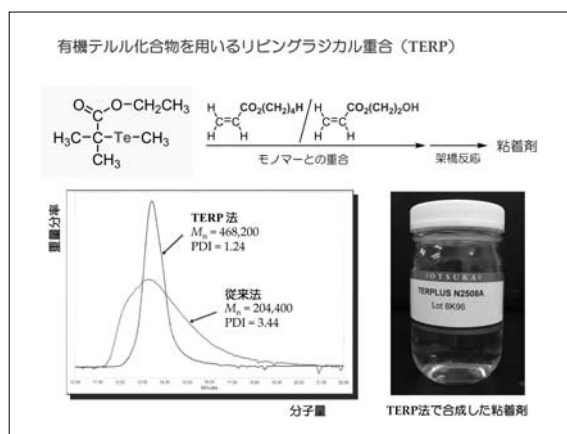 有機テルル化合物を用いるリビングラジカル重合（TERP）
O
C
O–CH₂CH₃
H₃C–C–Te–CH₃
H₃C
H CO₂(CH₂)₄H
C=C
H H
/
H CO₂(CH₂)₂OH
C=C
H H
モノマーとの重合
架橋反応
粘着剤
重量分率
TERP 法
Mn = 468,200
PDI = 1.24
従来法
Mn = 204,400
PDI = 3.44
Minutes
分子量
OTSUKA
TERPLUS N2508A
Lot 8K96
TERP法で合成した粘着剤